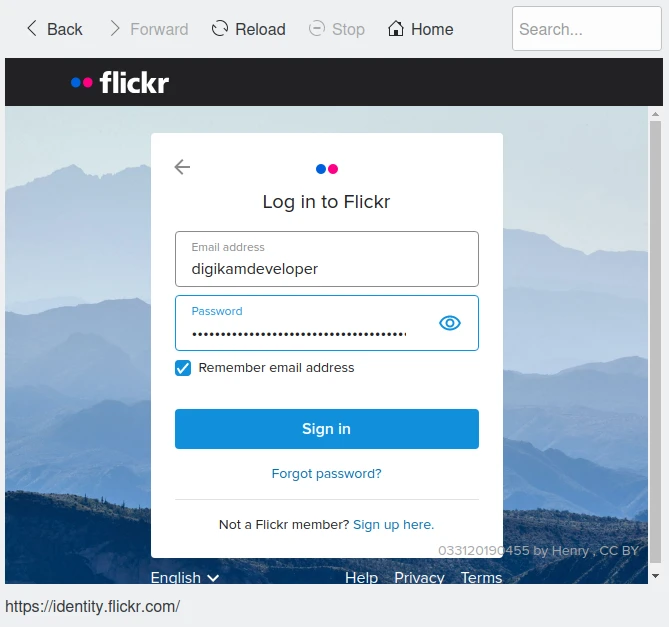 Back Forward Reload Stop Home Search...
flickr
Log in to Flickr
Email address
digikamdeveloper
Password
••••••••••••••••••••••••••••••••••••
Remember email address
Sign in
Forgot password?
Not a Flickr member? Sign up here.
033120190455 by Henry , CC BY
English Help Privacy Terms
https://identity.flickr.com/